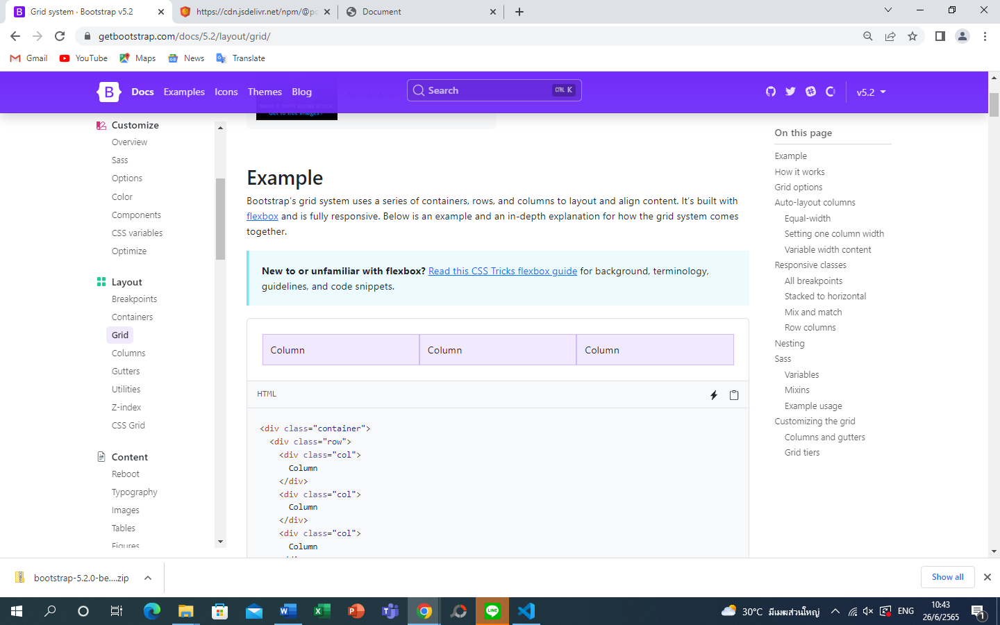 Grid system · Bootstrap v5.2
https://cdn.jsdelivr.net/npm/@po
Document
getbootstrap.com/docs/5.2/layout/grid/
Gmail
YouTube
Maps
News
Translate
B
Docs
Examples
Icons
Themes
Blog
Search
CTRL K
v5.2
Customize
Overview
Sass
Options
Color
Components
CSS variables
Optimize
Layout
Breakpoints
Containers
Grid
Columns
Gutters
Utilities
Z-index
CSS Grid
Content
Reboot
Typography
Images
Tables
Figures
Example
Bootstrap's grid system uses a series of containers, rows, and columns to layout and align content. It's built with
flexbox and is fully responsive. Below is an example and an in-depth explanation for how the grid system comes
together.
New to or unfamiliar with flexbox? Read this CSS Tricks flexbox guide for background, terminology,
guidelines, and code snippets.
Column
Column
Column
HTML
<div class="container">
<div class="row">
<div class="col">
Column
</div>
<div class="col">
Column
</div>
<div class="col">
Column
On this page
Example
How it works
Grid options
Auto-layout columns
Equal-width
Setting one column width
Variable width content
Responsive classes
All breakpoints
Stacked to horizontal
Mix and match
Row columns
Nesting
Sass
Variables
Mixins
Example usage
Customizing the grid
Columns and gutters
Grid tiers
bootstrap-5.2.0-be....zip
Show all
30°C มีเมฆส่วนใหญ่
ENG
10:43
26/6/2565
1